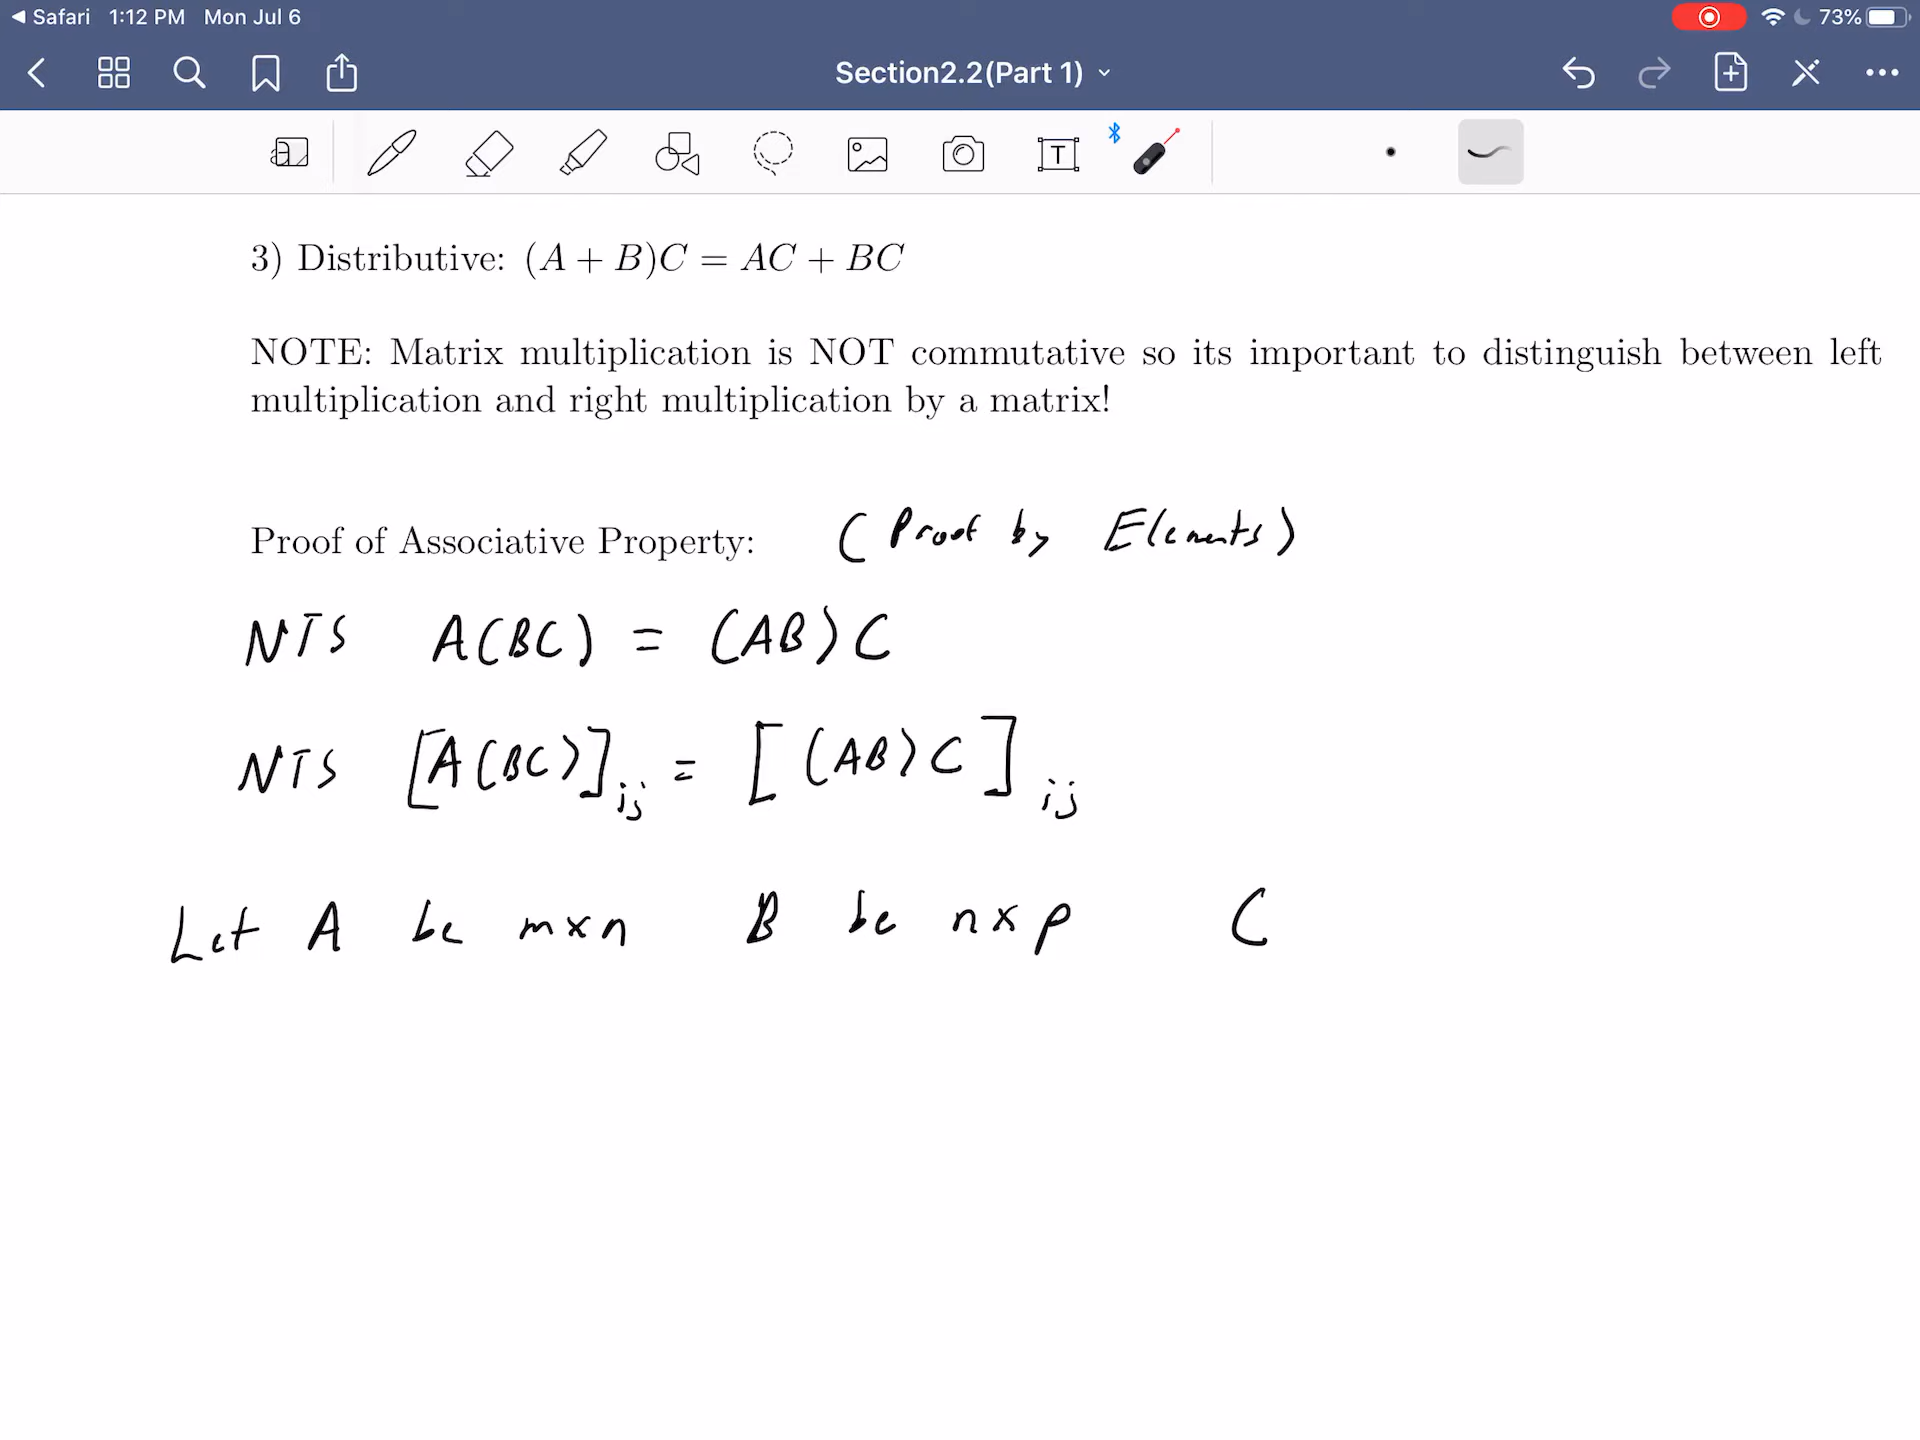 Safari 1:12 PM Mon Jul 6 73%
Section2.2(Part 1)
T
3) Distributive: (A + B)C = AC + BC
NOTE: Matrix multiplication is NOT commutative so its important to distinguish between left
multiplication and right multiplication by a matrix!
Proof of Associative Property: (Proof by Elements)
NTS A(BC) = (AB)C
NTS [A(BC)]ij = [(AB)C]ij
Let A be m×n B be n×p C